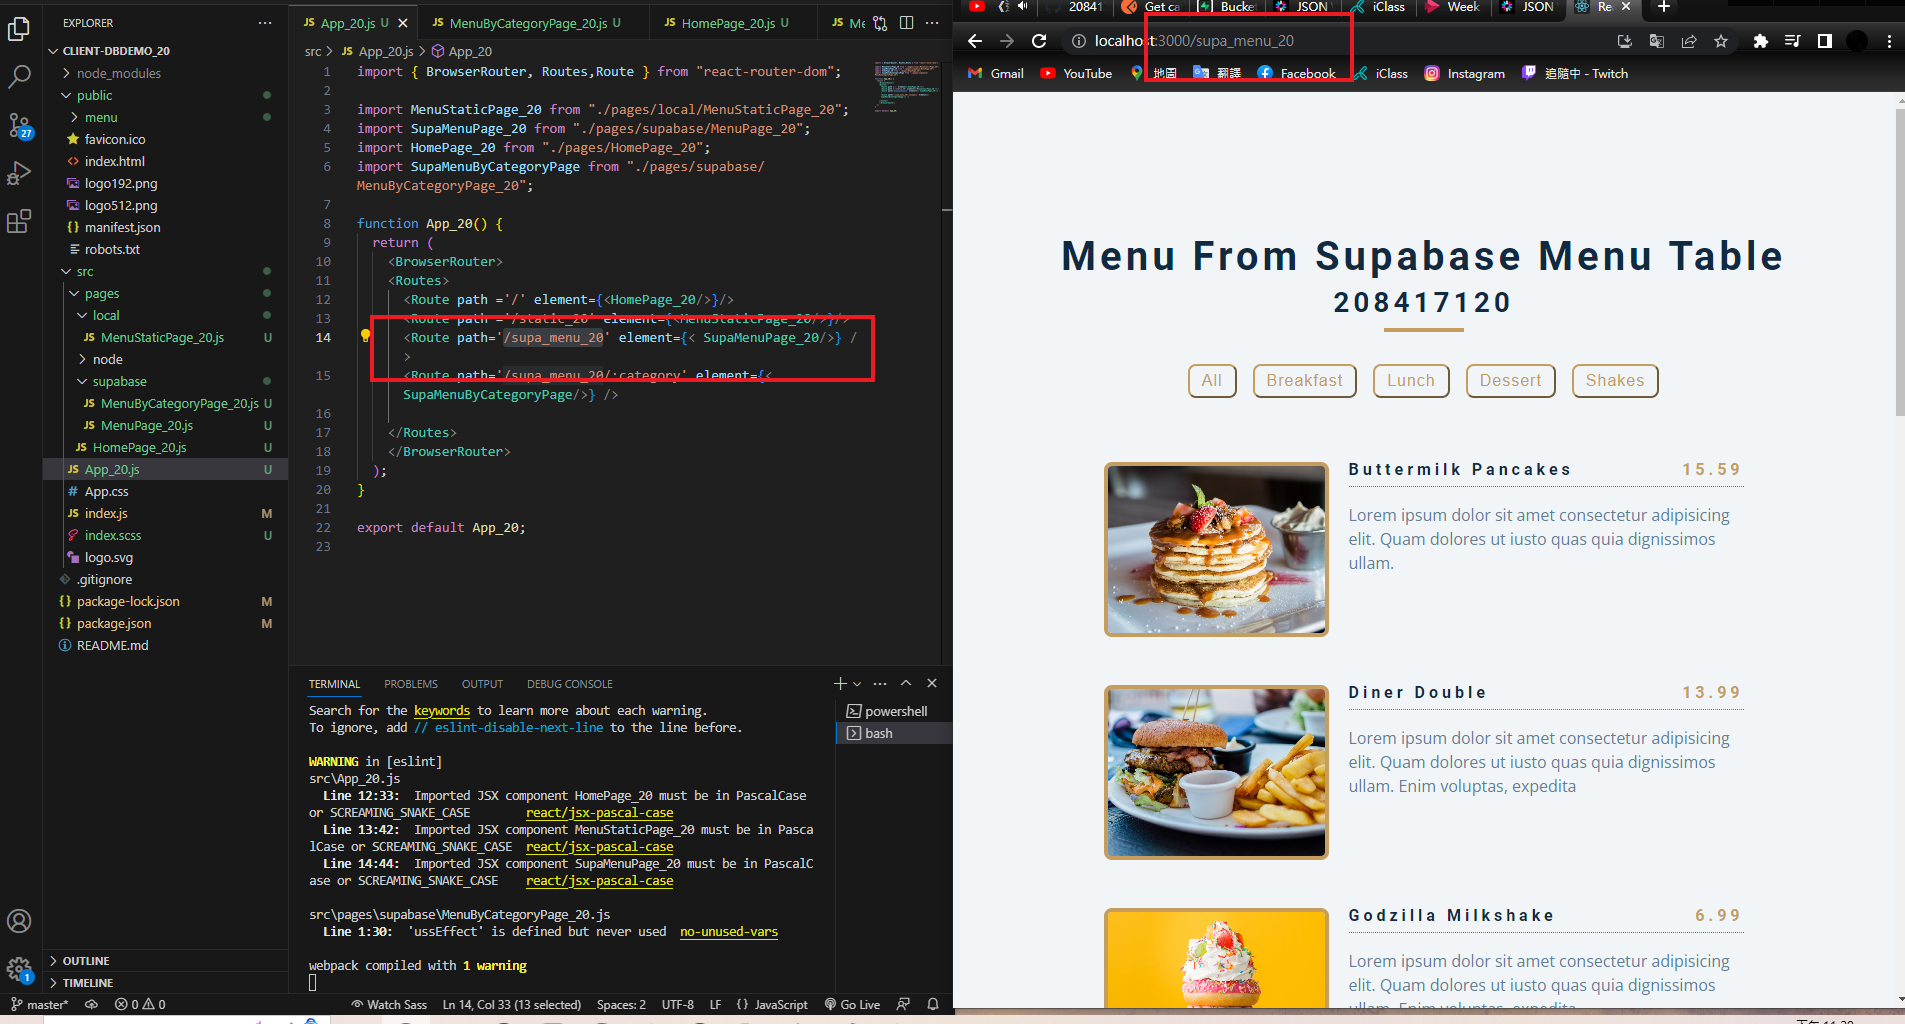 EXPLORER
CLIENT-DBDEMO_20
node_modules
public
menu
favicon.ico
index.html
logo192.png
logo512.png
manifest.json
robots.txt
src
pages
local
MenuStaticPage_20.js U
node
supabase
MenuByCategoryPage_20.js U
MenuPage_20.js U
HomePage_20.js U
App_20.js U
App.css
index.js M
index.scss U
logo.svg
.gitignore
package-lock.json M
package.json M
README.md
OUTLINE
TIMELINE
27
1
App_20.js U
MenuByCategoryPage_20.js U
HomePage_20.js U
Me
src > App_20.js > App_20
1 import { BrowserRouter, Routes,Route } from "react-router-dom";
2
3 import MenuStaticPage_20 from "./pages/local/MenuStaticPage_20";
4 import SupaMenuPage_20 from "./pages/supabase/MenuPage_20";
5 import HomePage_20 from "./pages/HomePage_20";
6 import SupaMenuByCategoryPage from "./pages/supabase/
MenuByCategoryPage_20";
7
8 function App_20() {
9 return (
10 <BrowserRouter>
11 <Routes>
12 <Route path ='/' element={<HomePage_20/>}/>
13 <Route path ='/static_20' element={<MenuStaticPage_20/>}/>
14 <Route path='/supa_menu_20' element={< SupaMenuPage_20/>} /
>
15 <Route path='/supa_menu_20/:category' element={<
SupaMenuByCategoryPage/>} />
16
17 </Routes>
18 </BrowserRouter>
19 );
20 }
21
22 export default App_20;
23
TERMINAL PROBLEMS OUTPUT DEBUG CONSOLE
powershell
bash
Search for the keywords to learn more about each warning.
To ignore, add // eslint-disable-next-line to the line before.
WARNING in [eslint]
src\App_20.js
Line 12:33: Imported JSX component HomePage_20 must be in PascalCase
or SCREAMING_SNAKE_CASE react/jsx-pascal-case
Line 13:42: Imported JSX component MenuStaticPage_20 must be in Pasca
lCase or SCREAMING_SNAKE_CASE react/jsx-pascal-case
Line 14:44: Imported JSX component SupaMenuPage_20 must be in PascalC
ase or SCREAMING_SNAKE_CASE react/jsx-pascal-case
src\pages\supabase\MenuByCategoryPage_20.js
Line 1:30: 'ussEffect' is defined but never used no-unused-vars
webpack compiled with 1 warning
master* 0 0 Watch Sass Ln 14, Col 33 (13 selected) Spaces: 2 UTF-8 LF {} JavaScript Go Live
20841 Get ca Bucke JSON iClass Week JSON Re
localhost:3000/supa_menu_20
Gmail YouTube 地圖 翻譯 Facebook iClass Instagram 追隨中 - Twitch
Menu From Supabase Menu Table
208417120
All Breakfast Lunch Dessert Shakes
Buttermilk Pancakes 15.59
Lorem ipsum dolor sit amet consectetur adipisicing
elit. Quam dolores ut iusto quas quia dignissimos
ullam.
Diner Double 13.99
Lorem ipsum dolor sit amet consectetur adipisicing
elit. Quam dolores ut iusto quas quia dignissimos
ullam. Enim voluptas, expedita
Godzilla Milkshake 6.99
Lorem ipsum dolor sit amet consectetur adipisicing
elit. Quam dolores ut iusto quas quia dignissimos
ullam. Enim voluptas, expedita